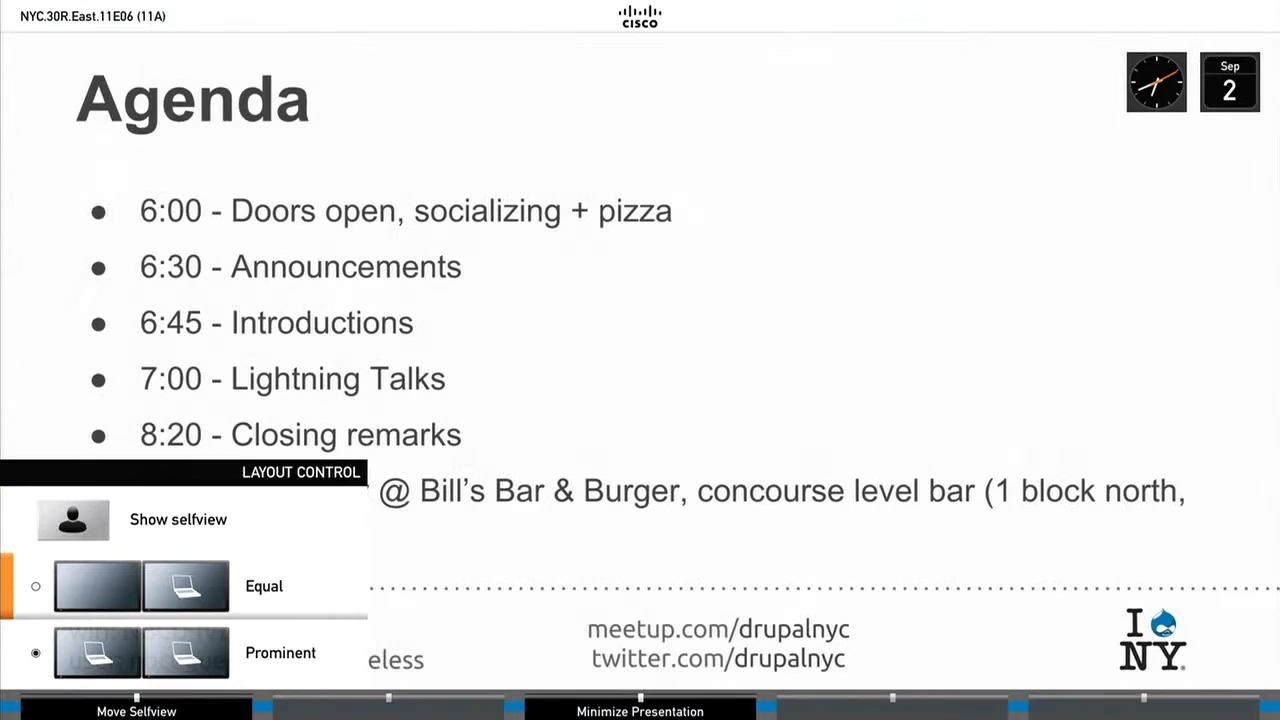 NYC.30R.East.11E06 (11A)
CISCO
Sep
2
Agenda
● 6:00 - Doors open, socializing + pizza
● 6:30 - Announcements
● 6:45 - Introductions
● 7:00 - Lightning Talks
● 8:20 - Closing remarks
@ Bill's Bar & Burger, concourse level bar (1 block north,
LAYOUT CONTROL
Show selfview
Equal
Prominent
eless
meetup.com/drupalnyc
twitter.com/drupalnyc
I NY
Move Selfview
Minimize Presentation